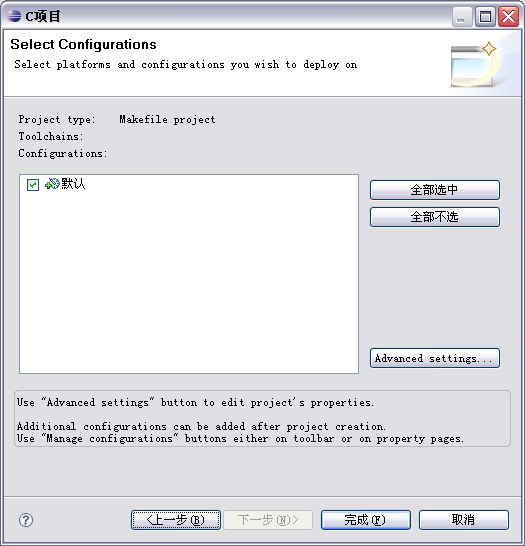 C项目
Select Configurations
Select platforms and configurations you wish to deploy on
Project type: Makefile project
Toolchains:
Configurations:
默认
全部选中
全部不选
Advanced settings...
Use "Advanced settings" button to edit project's properties.
Additional configurations can be added after project creation.
Use "Manage configurations" buttons either on toolbar or on property pages.
<上一步(B) 下一步(N)> 完成(F) 取消